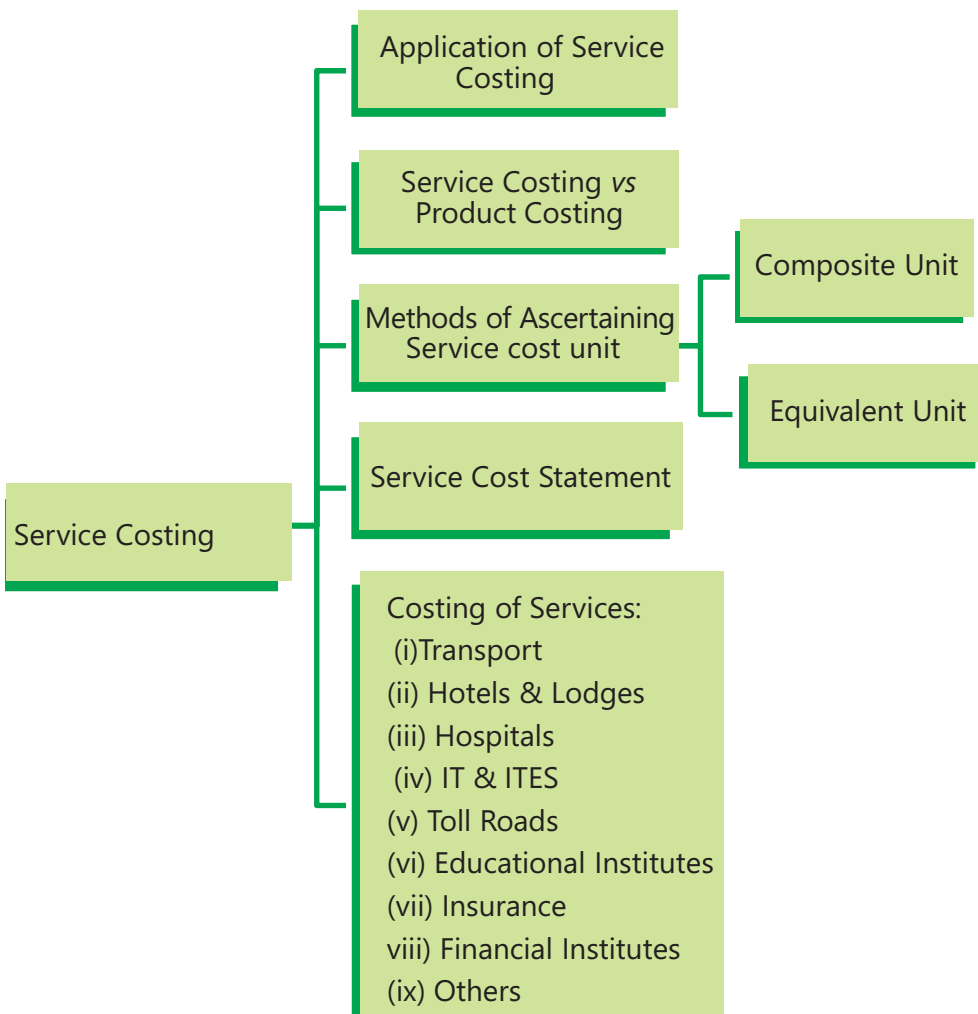 Application of Service
Costing
Service Costing vs
Product Costing
Methods of Ascertaining
Service cost unit
Composite Unit
Equivalent Unit
Service Cost Statement
Service Costing
Costing of Services:
(i)Transport
(ii) Hotels & Lodges
(iii) Hospitals
(iv) IT & ITES
(v) Toll Roads
(vi) Educational Institutes
(vii) Insurance
viii) Financial Institutes
(ix) Others